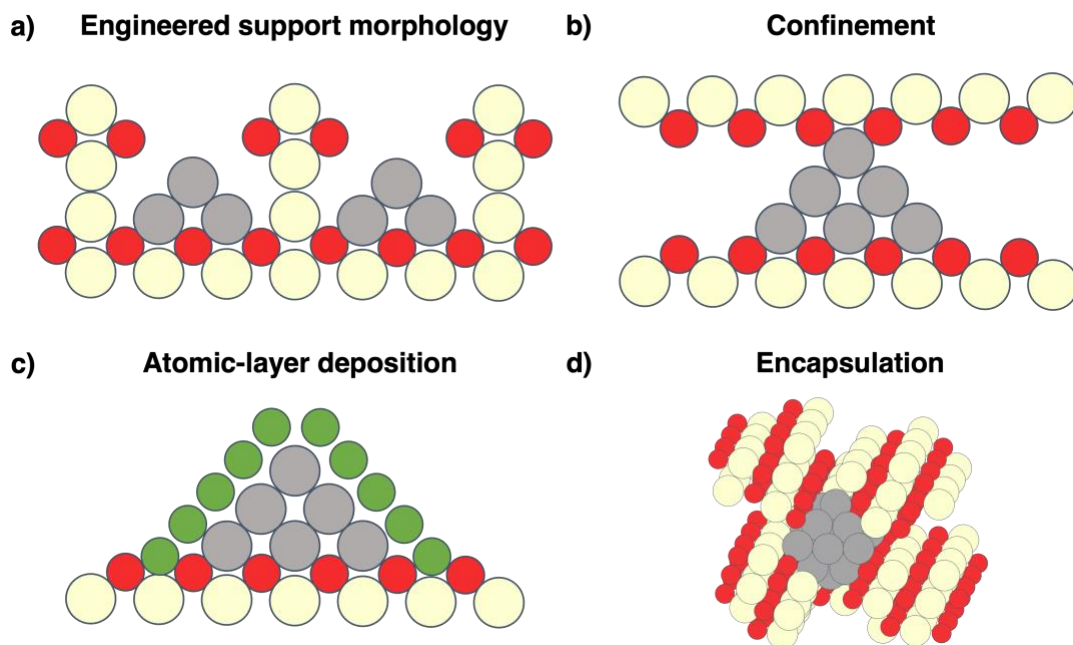 a) Engineered support morphology
b) Confinement
c) Atomic-layer deposition
d) Encapsulation